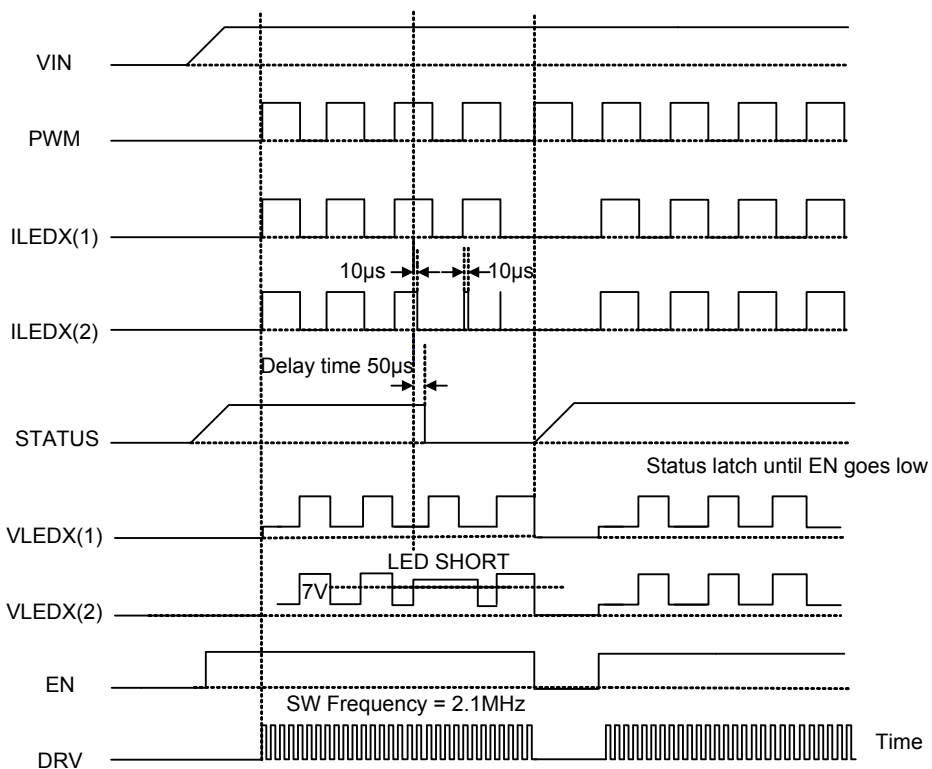 VIN
PWM
ILEDX(1)
10µs
10µs
ILEDX(2)
Delay time 50µs
STATUS
Status latch until EN goes low
VLEDX(1)
LED SHORT
7V
VLEDX(2)
EN
SW Frequency = 2.1MHz
Time
DRV